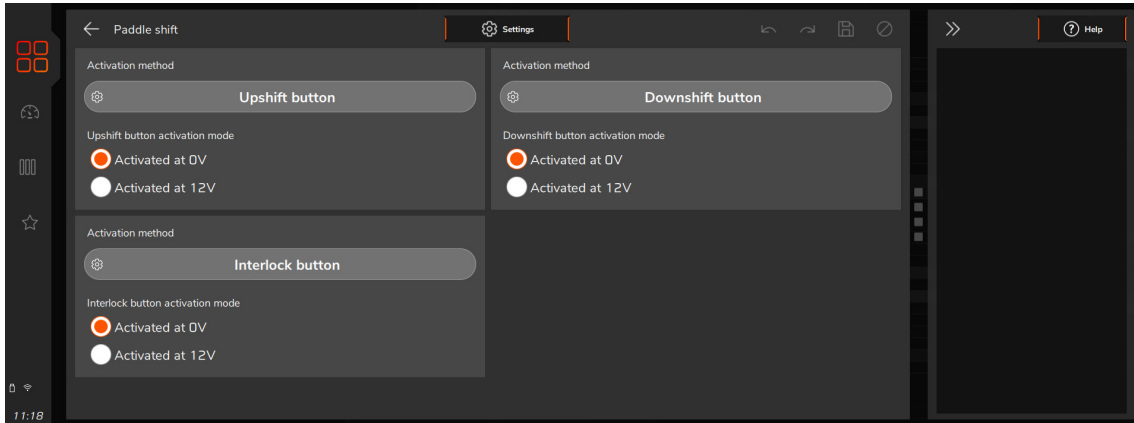 Paddle shift
Settings
Help
Activation method
Upshift button
Upshift button activation mode
Activated at 0V
Activated at 12V
Activation method
Downshift button
Downshift button activation mode
Activated at 0V
Activated at 12V
Activation method
Interlock button
Interlock button activation mode
Activated at 0V
Activated at 12V
11:18